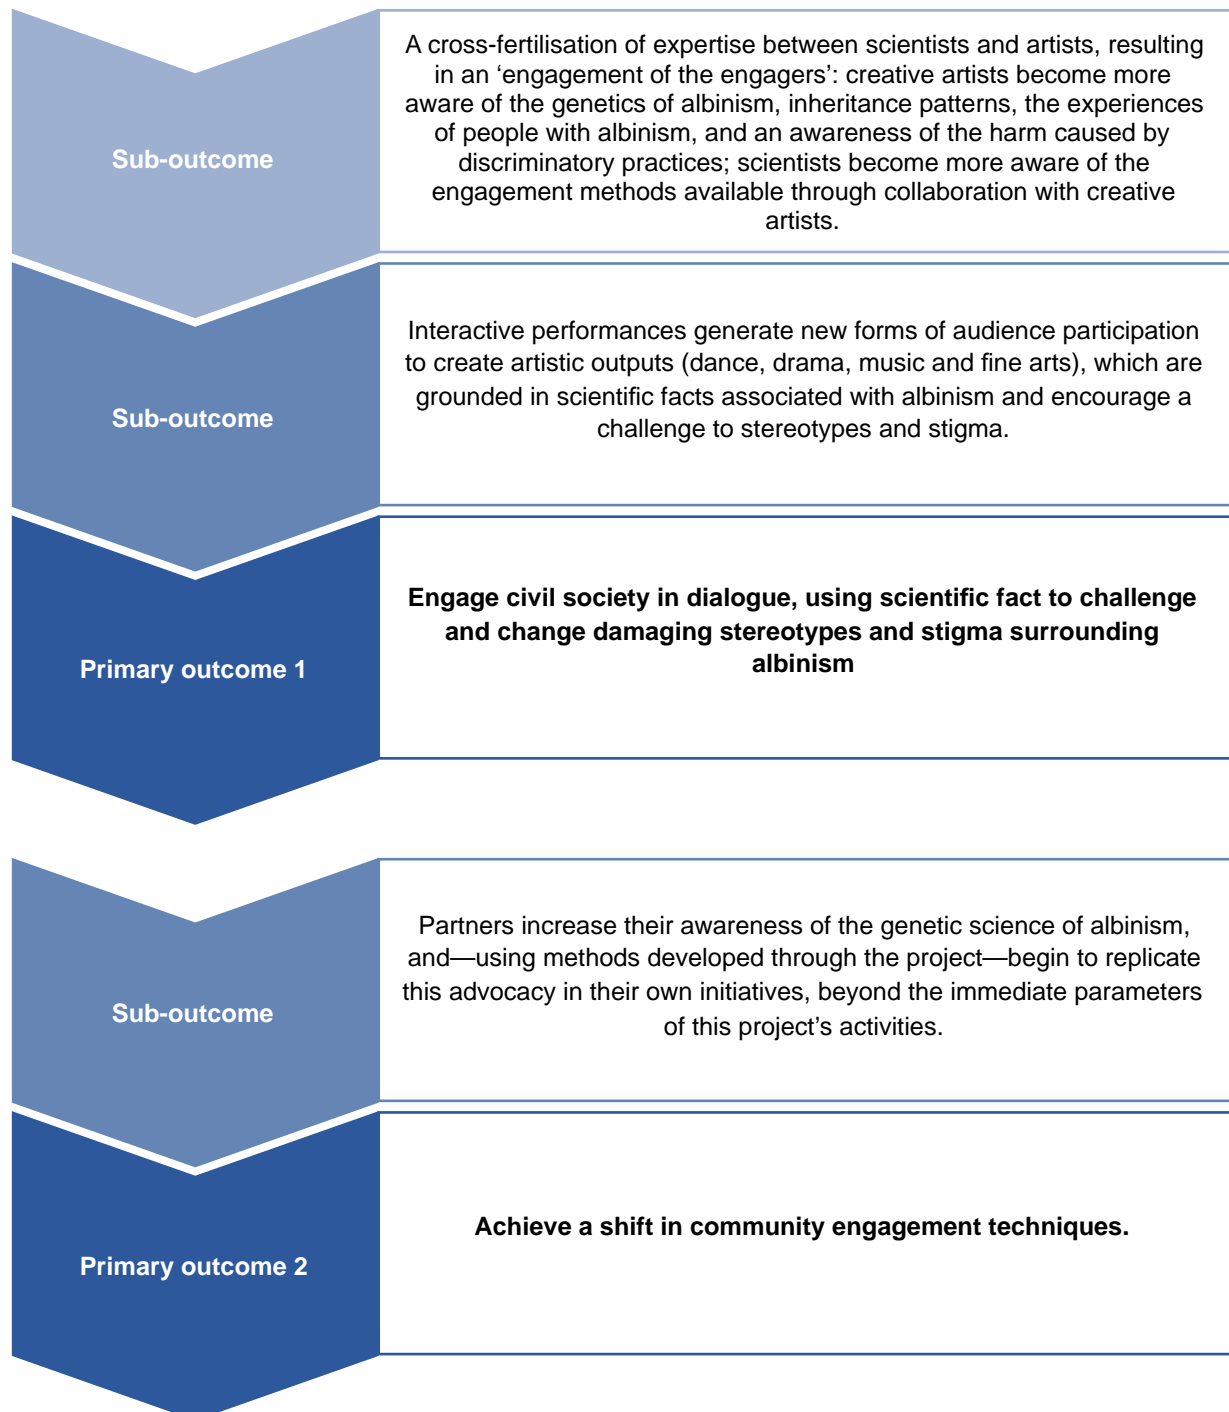 Sub-outcome
A cross-fertilisation of expertise between scientists and artists, resulting
in an ‘engagement of the engagers’: creative artists become more
aware of the genetics of albinism, inheritance patterns, the experiences
of people with albinism, and an awareness of the harm caused by
discriminatory practices; scientists become more aware of the
engagement methods available through collaboration with creative
artists.
Sub-outcome
Interactive performances generate new forms of audience participation
to create artistic outputs (dance, drama, music and fine arts), which are
grounded in scientific facts associated with albinism and encourage a
challenge to stereotypes and stigma.
Primary outcome 1
Engage civil society in dialogue, using scientific fact to challenge
and change damaging stereotypes and stigma surrounding
albinism
Sub-outcome
Partners increase their awareness of the genetic science of albinism,
and—using methods developed through the project—begin to replicate
this advocacy in their own initiatives, beyond the immediate parameters
of this project’s activities.
Primary outcome 2
Achieve a shift in community engagement techniques.